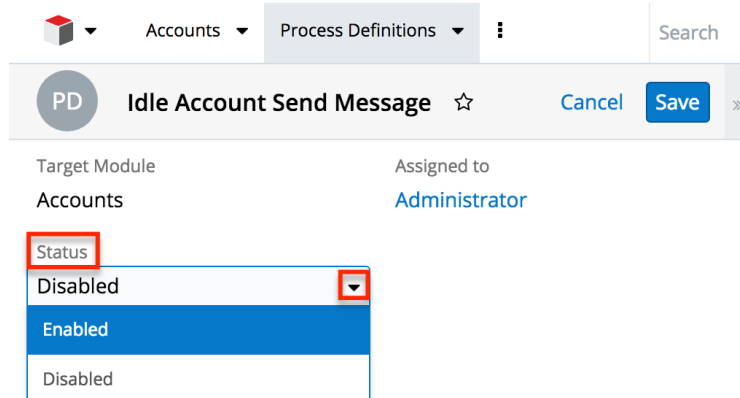 Accounts Process Definitions Search
PD Idle Account Send Message Cancel Save »
Target Module Assigned to
Accounts Administrator
Status
Disabled
Enabled
Disabled